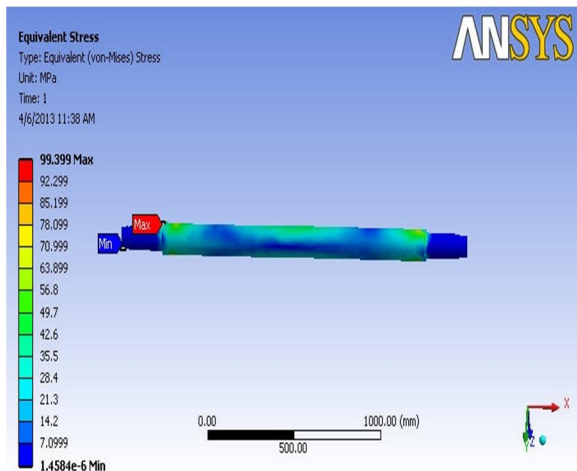 Equivalent Stress
Type: Equivalent (von-Mises) Stress
Unit: MPa
Time: 1
4/6/2013 11:38 AM
ANSYS
99.399 Max
92.299
85.199
78.099
70.999
63.899
56.8
49.7
42.6
35.5
28.4
21.3
14.2
7.0999
1.4584e-6 Min
Max
Min
0.00
1000.00 (mm)
500.00
X
Z